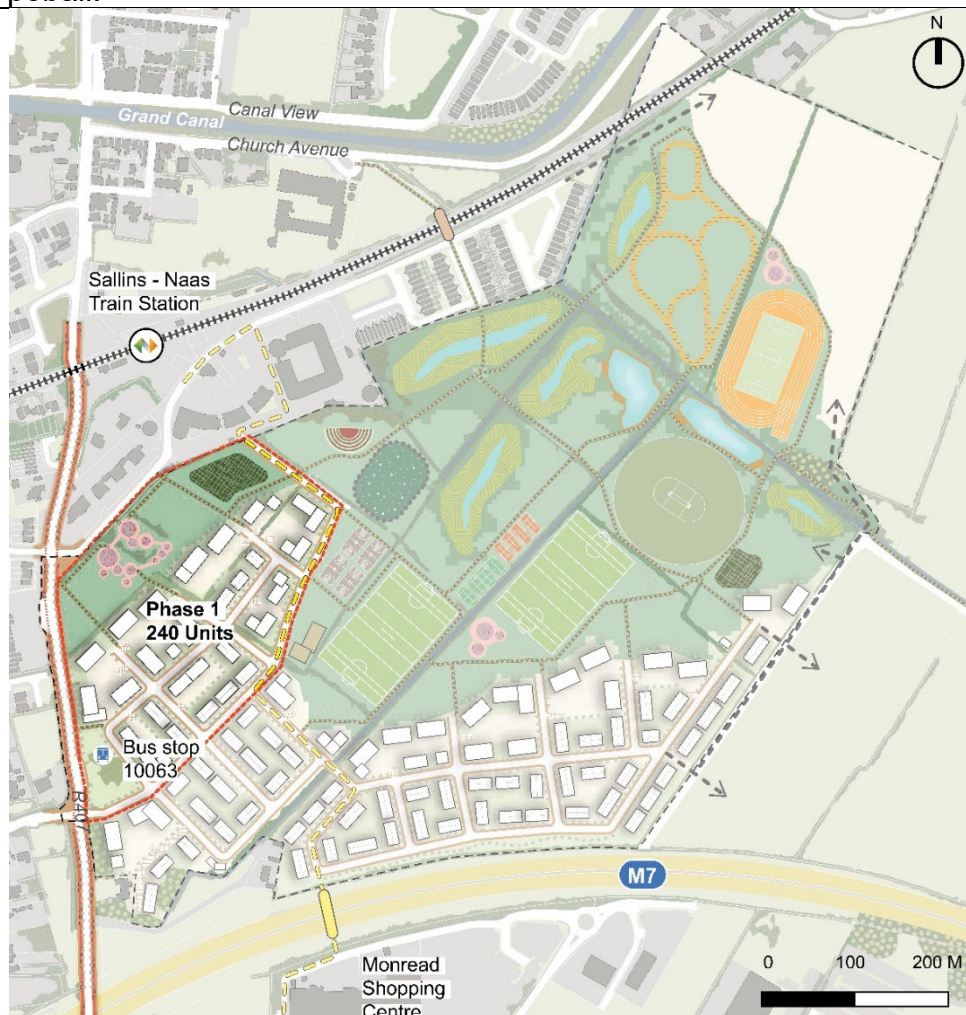 N
Canal View
Grand Canal
Church Avenue
Sallins - Naas
Train Station
Phase 1
240 Units
Bus stop
10063
R407
M7
Monread
Shopping
Centre
0 100 200 M